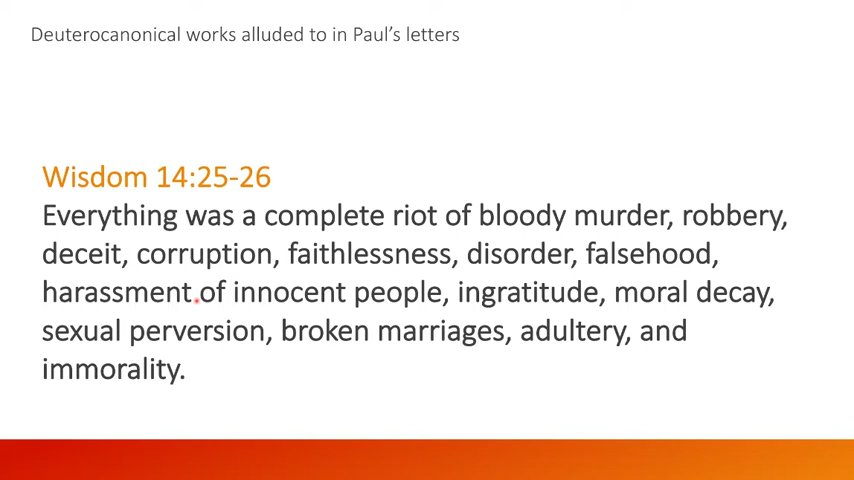 Deuterocanonical works alluded to in Paul’s letters
Wisdom 14:25-26
Everything was a complete riot of bloody murder, robbery,
deceit, corruption, faithlessness, disorder, falsehood,
harassment of innocent people, ingratitude, moral decay,
sexual perversion, broken marriages, adultery, and
immorality.